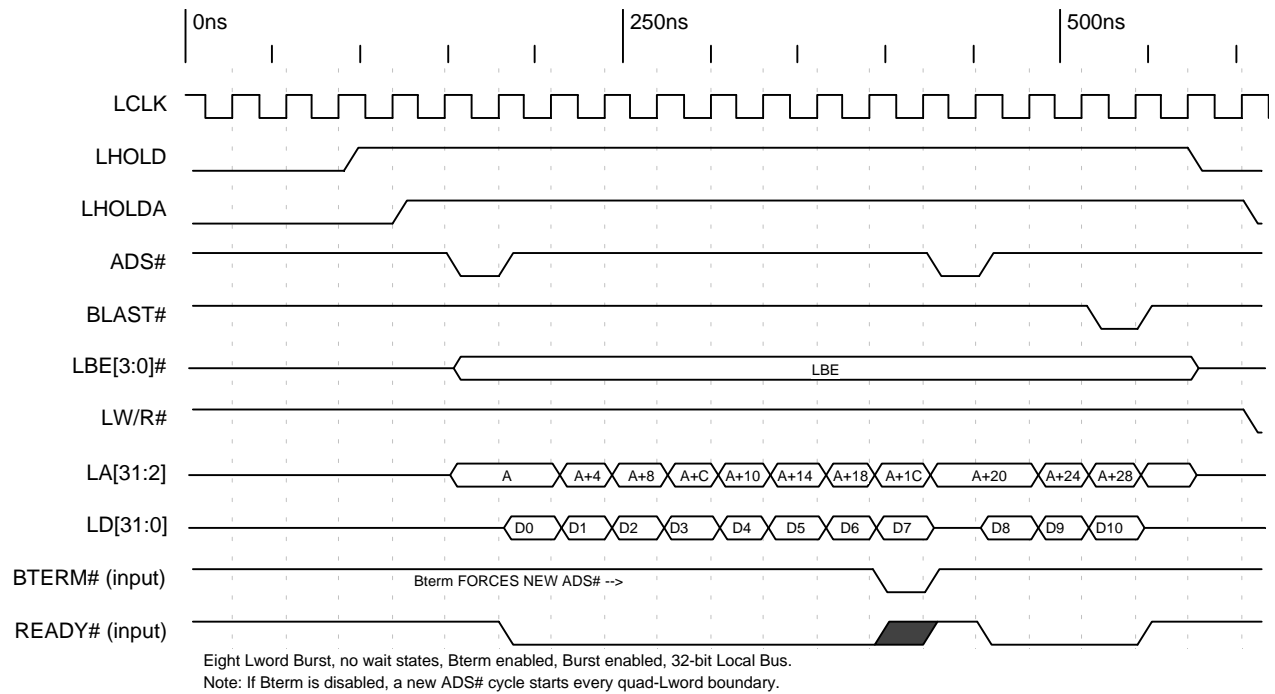 0ns 250ns 500ns
LCLK
LHOLD
LHOLDA
ADS#
BLAST#
LBE[3:0]# LBE
LW/R#
LA[31:2] A A+4 A+8 A+C A+10 A+14 A+18 A+1C A+20 A+24 A+28
LD[31:0] D0 D1 D2 D3 D4 D5 D6 D7 D8 D9 D10
BTERM# (input) Bterm FORCES NEW ADS# -->
READY# (input)
Eight Lword Burst, no wait states, Bterm enabled, Burst enabled, 32-bit Local Bus.
Note: If Bterm is disabled, a new ADS# cycle starts every quad-Lword boundary.